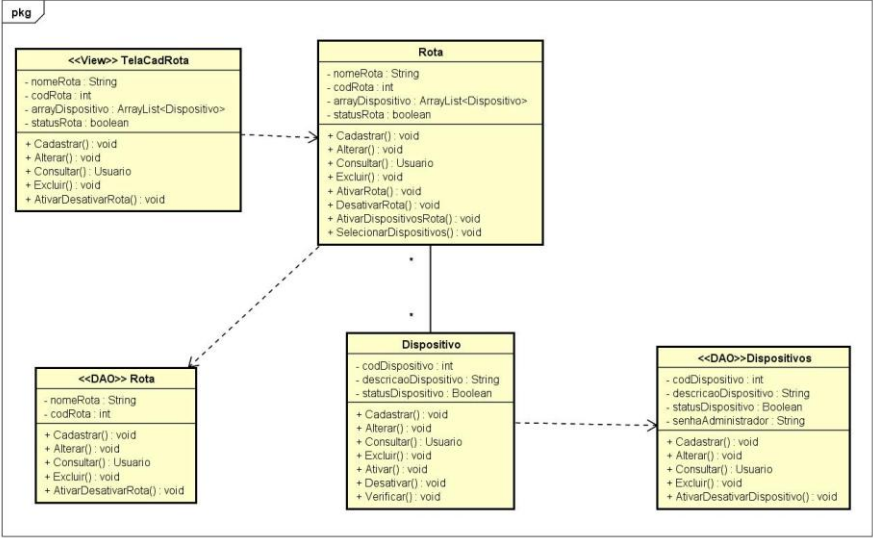 pkg
<<View>> TelaCadRota
- nomeRota : String
- codRota : int
- arrayDispositivo : ArrayList<Dispositivo>
- statusRota : boolean
+ Cadastrar() : void
+ Alterar() : void
+ Consultar() : Usuario
+ Excluir() : void
+ AtivarDesativarRota() : void
Rota
- nomeRota : String
- codRota : int
- arrayDispositivo : ArrayList<Dispositivo>
- statusRota : boolean
+ Cadastrar() : void
+ Alterar() : void
+ Consultar() : Usuario
+ Excluir() : void
+ AtivarRota() : void
+ DesativarRota() : void
+ AtivarDispositivosRota() : void
+ SelecionarDispositivos() : void
*
*
<<DAO>> Rota
- nomeRota : String
- codRota : int
+ Cadastrar() : void
+ Alterar() : void
+ Consultar() : Usuario
+ Excluir() : void
+ AtivarDesativarRota() : void
Dispositivo
- codDispositivo : int
- descricaoDispositivo : String
- statusDispositivo : Boolean
+ Cadastrar() : void
+ Alterar() : void
+ Consultar() : Usuario
+ Excluir() : void
+ Ativar() : void
+ Desativar() : void
+ Verificar() : void
<<DAO>>Dispositivos
- codDispositivo : int
- descricaoDispositivo : String
- statusDispositivo : Boolean
- senhaAdministrador : String
+ Cadastrar() : void
+ Alterar() : void
+ Consultar() : Usuario
+ Excluir() : void
+ AtivarDesativarDispositivo() : void